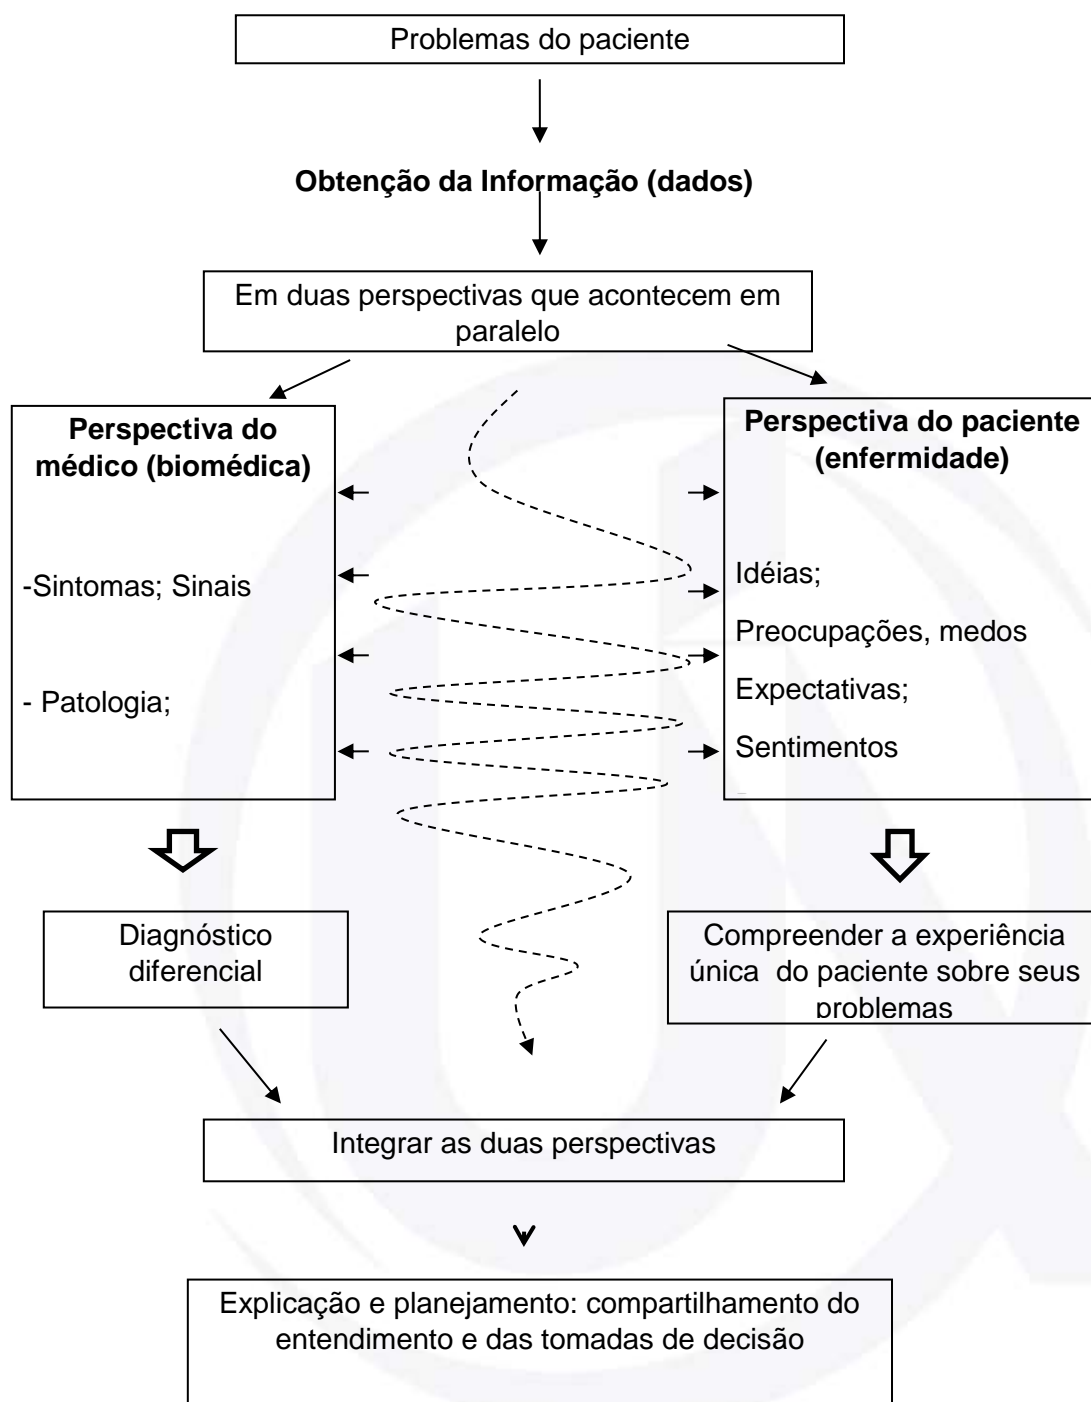 Problemas do paciente
Obtenção da Informação (dados)
Em duas perspectivas que acontecem em
paralelo
Perspectiva do
médico (biomédica)
-Sintomas; Sinais
- Patologia;
Perspectiva do paciente
(enfermidade)
Idéias;
Preocupações, medos
Expectativas;
Sentimentos
Diagnóstico
diferencial
Compreender a experiência
única  do paciente sobre seus
problemas
Integrar as duas perspectivas
Explicação e planejamento: compartilhamento do
entendimento e das tomadas de decisão